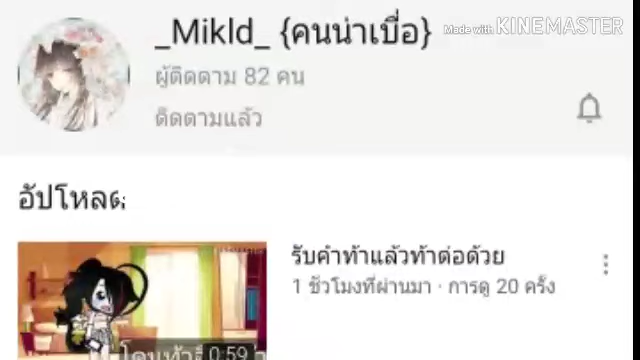 _Mikld_ {คนน่าเบื่อ}
Made with KINEMASTER
ผู้ติดตาม 82 คน
ติดตามแล้ว
อัปโหลด
รับคำท้าแล้วท้าต่อด้วย
1 ชั่วโมงที่ผ่านมา · การดู 20 ครั้ง
0:59